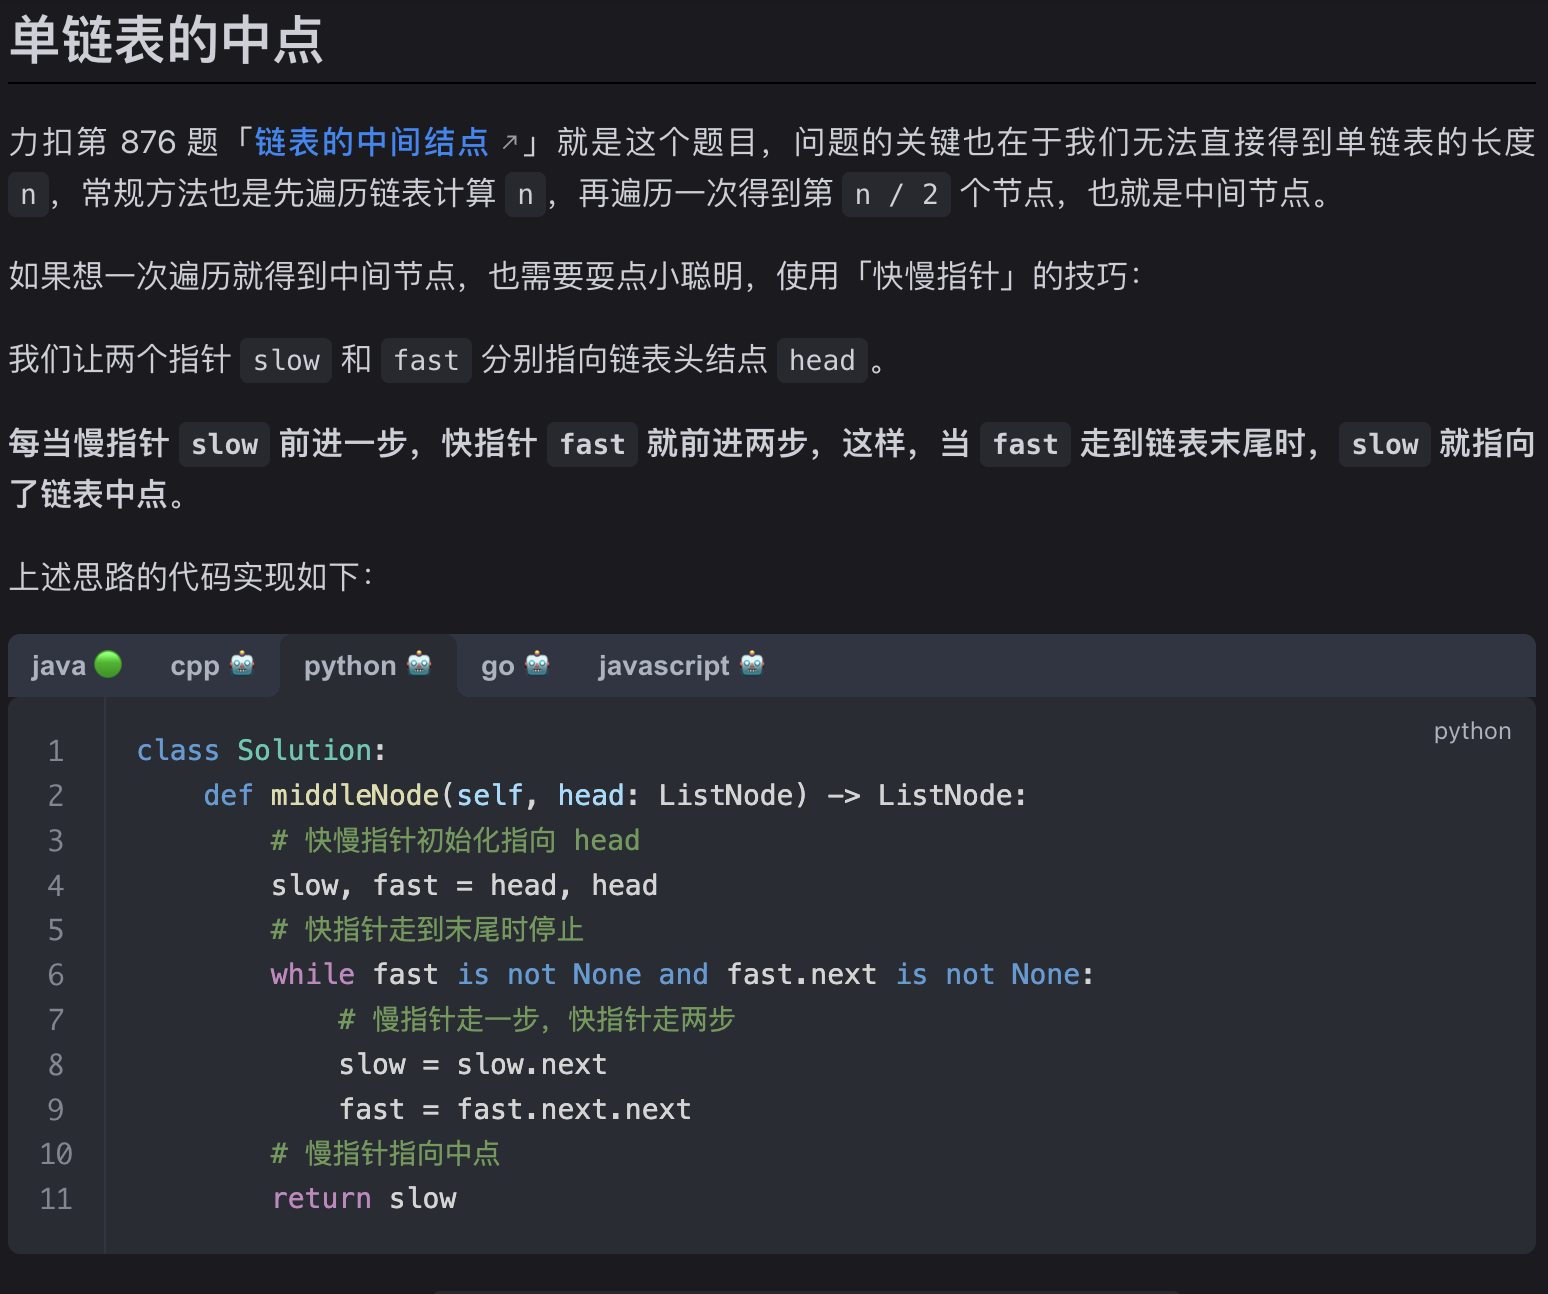 单链表的中点
力扣第 876 题「链表的中间结点 ↗」就是这个题目，问题的关键也在于我们无法直接得到单链表的长度
n，常规方法也是先遍历链表计算 n，再遍历一次得到第 n / 2 个节点，也就是中间节点。
如果想一次遍历就得到中间节点，也需要耍点小聪明，使用「快慢指针」的技巧：
我们让两个指针 slow 和 fast 分别指向链表头结点 head。
每当慢指针 slow 前进一步，快指针 fast 就前进两步，这样，当 fast 走到链表末尾时，slow 就指向
了链表中点。
上述思路的代码实现如下：
java🟢 cpp🤖 python🤖 go🤖 javascript🤖
python
1 class Solution:
2     def middleNode(self, head: ListNode) -> ListNode:
3         # 快慢指针初始化指向 head
4         slow, fast = head, head
5         # 快指针走到末尾时停止
6         while fast is not None and fast.next is not None:
7             # 慢指针走一步，快指针走两步
8             slow = slow.next
9             fast = fast.next.next
10         # 慢指针指向中点
11         return slow